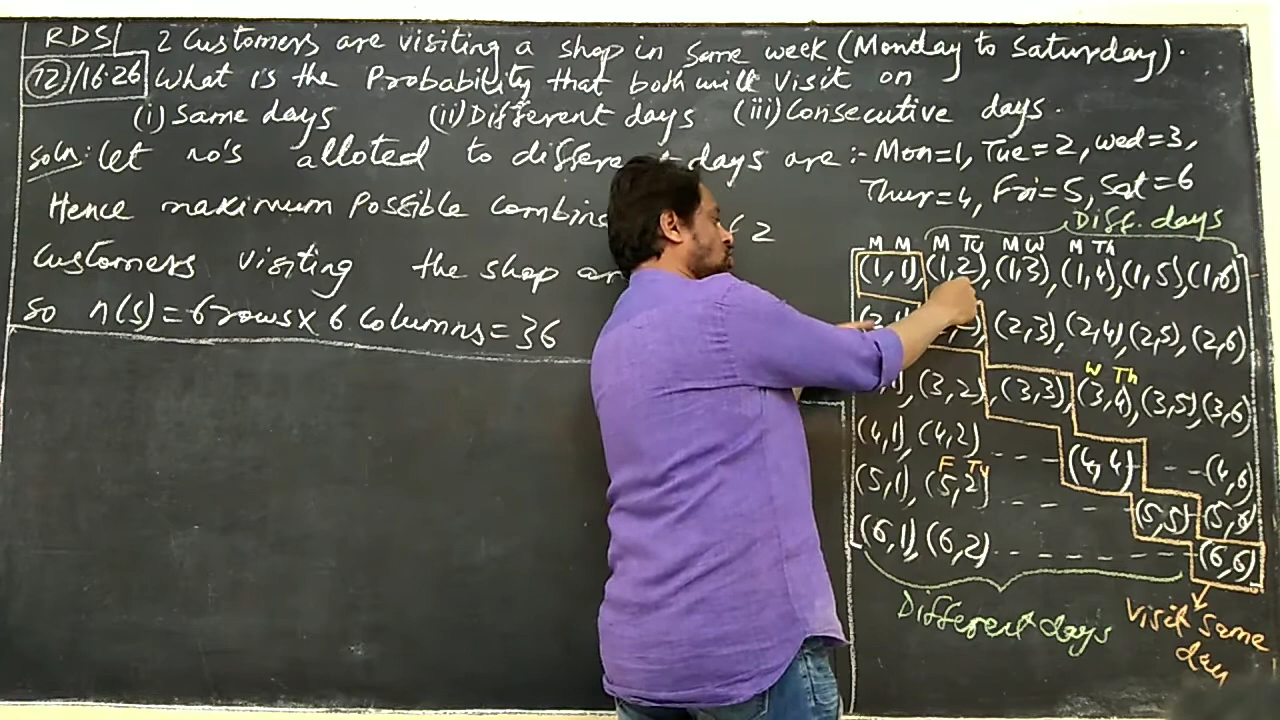 RDS/
12/16.26
2 Customers are visiting a shop in same week (Monday to Saturday).
What is the Probability that both will visit on
(i) Same days (ii) Different days (iii) Consecutive days.
Soln: Let no's alloted to different days are :- Mon=1, Tue=2, wed=3,
Thur=4, Fri=5, Sat=6
Hence maximum Possible 2
Customers visiting the shop
So n(s) = 6 rows X 6 Columns = 36
Diff. days
M M M Tu M W M Th
(1,1), (1,2), (1,3), (1,4), (1,5), (1,6)
(2,3), (2,4), (2,5), (2,6)
W Th
(3,2), (3,3), (3,4), (3,5) (3,6)
(4,1), (4,2) - - - (4,4) - - (4,6)
F Tu
(5,1), (5,2) - - - - (5,5) (5,6)
(6,1), (6,2) - - - - - - (6,6)
Different days
Visit Same
day